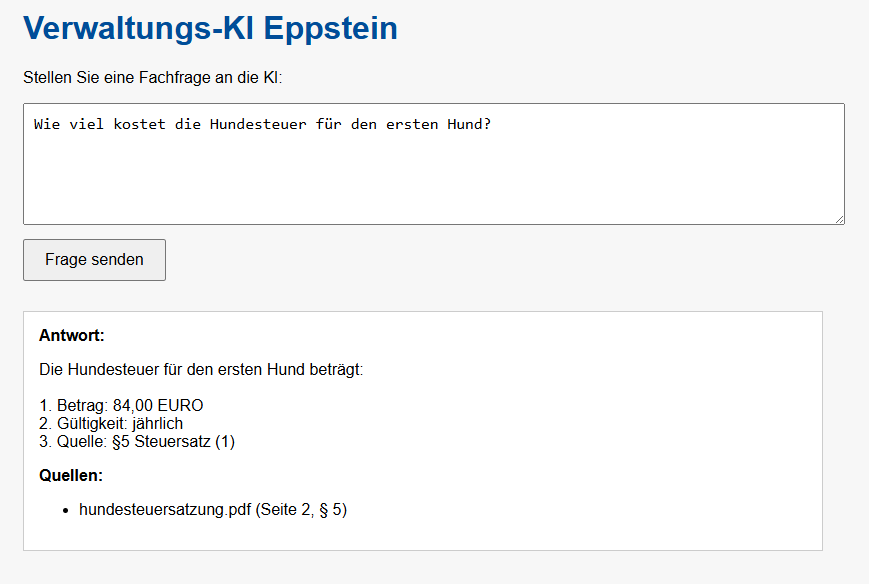 Verwaltungs-KI Eppstein
Stellen Sie eine Fachfrage an die KI:
Wie viel kostet die Hundesteuer für den ersten Hund?
Frage senden
Antwort:
Die Hundesteuer für den ersten Hund beträgt:
1. Betrag: 84,00 EURO
2. Gültigkeit: jährlich
3. Quelle: §5 Steuersatz (1)
Quellen:
• hundesteuersatzung.pdf (Seite 2, § 5)